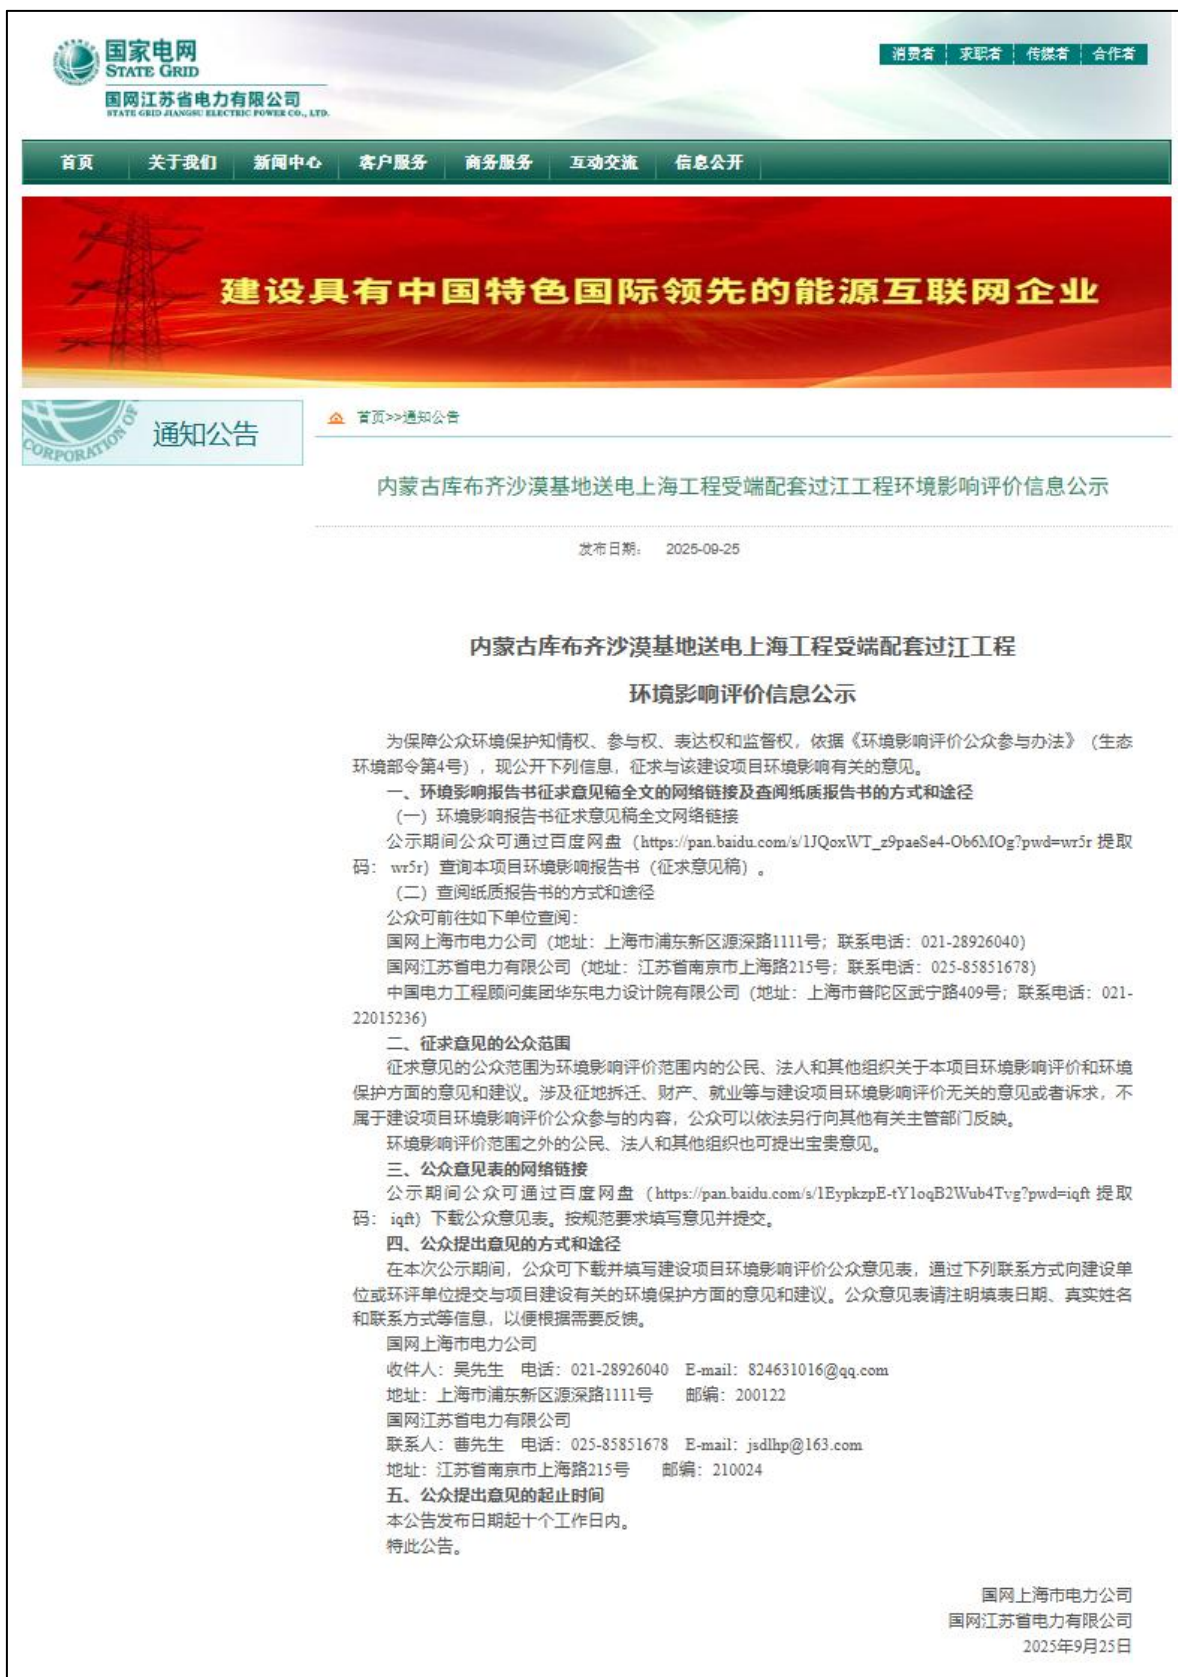 国家电网
STATE GRID
国网江苏省电力有限公司
STATE GRID JIANGSU ELECTRIC POWER CO., LTD.
消费者 求职者 传媒者 合作者
首页 关于我们 新闻中心 客户服务 商务服务 互动交流 信息公开
建设具有中国特色国际领先的能源互联网企业
CORPORATION OF
通知公告
首页>>通知公告
内蒙古库布齐沙漠基地送电上海工程受端配套过江工程环境影响评价信息公示
发布日期： 2025-09-25
内蒙古库布齐沙漠基地送电上海工程受端配套过江工程
环境影响评价信息公示
为保障公众环境保护知情权、参与权、表达权和监督权，依据《环境影响评价公众参与办法》（生态
环境部令第4号），现公开下列信息，征求与该建设项目环境影响有关的意见。
一、环境影响报告书征求意见稿全文的网络链接及查阅纸质报告书的方式和途径
（一）环境影响报告书征求意见稿全文网络链接
公示期间公众可通过百度网盘（https://pan.baidu.com/s/1JQoxWT_z9paeSe4-Ob6MOg?pwd=wr5r 提取
码： wr5r）查询本项目环境影响报告书（征求意见稿）。
（二）查阅纸质报告书的方式和途径
公众可前往如下单位查阅：
国网上海市电力公司（地址：上海市浦东新区源深路1111号；联系电话：021-28926040）
国网江苏省电力有限公司（地址：江苏省南京市上海路215号；联系电话：025-85851678）
中国电力工程顾问集团华东电力设计院有限公司（地址：上海市普陀区武宁路409号；联系电话：021-
22015236）
二、征求意见的公众范围
征求意见的公众范围为环境影响评价范围内的公民、法人和其他组织关于本项目环境影响评价和环境
保护方面的意见和建议。涉及征地拆迁、财产、就业等与建设项目环境影响评价无关的意见或者诉求，不
属于建设项目环境影响评价公众参与的内容，公众可以依法另行向其他有关主管部门反映。
环境影响评价范围之外的公民、法人和其他组织也可提出宝贵意见。
三、公众意见表的网络链接
公示期间公众可通过百度网盘（https://pan.baidu.com/s/1EypkzpE-tY1oqB2Wub4Tvg?pwd=iqft 提取
码： iqft）下载公众意见表。按规范要求填写意见并提交。
四、公众提出意见的方式和途径
在本次公示期间，公众可下载并填写建设项目环境影响评价公众意见表，通过下列联系方式向建设单
位或环评单位提交与项目建设有关的环境保护方面的意见和建议。公众意见表请注明填表日期、真实姓名
和联系方式等信息，以便根据需要反馈。
国网上海市电力公司
收件人：吴先生 电话：021-28926040 E-mail：824631016@qq.com
地址：上海市浦东新区源深路1111号 邮编：200122
国网江苏省电力有限公司
联系人：曹先生 电话：025-85851678 E-mail：jsdlhp@163.com
地址：江苏省南京市上海路215号 邮编：210024
五、公众提出意见的起止时间
本公告发布日期起十个工作日内。
特此公告。
国网上海市电力公司
国网江苏省电力有限公司
2025年9月25日